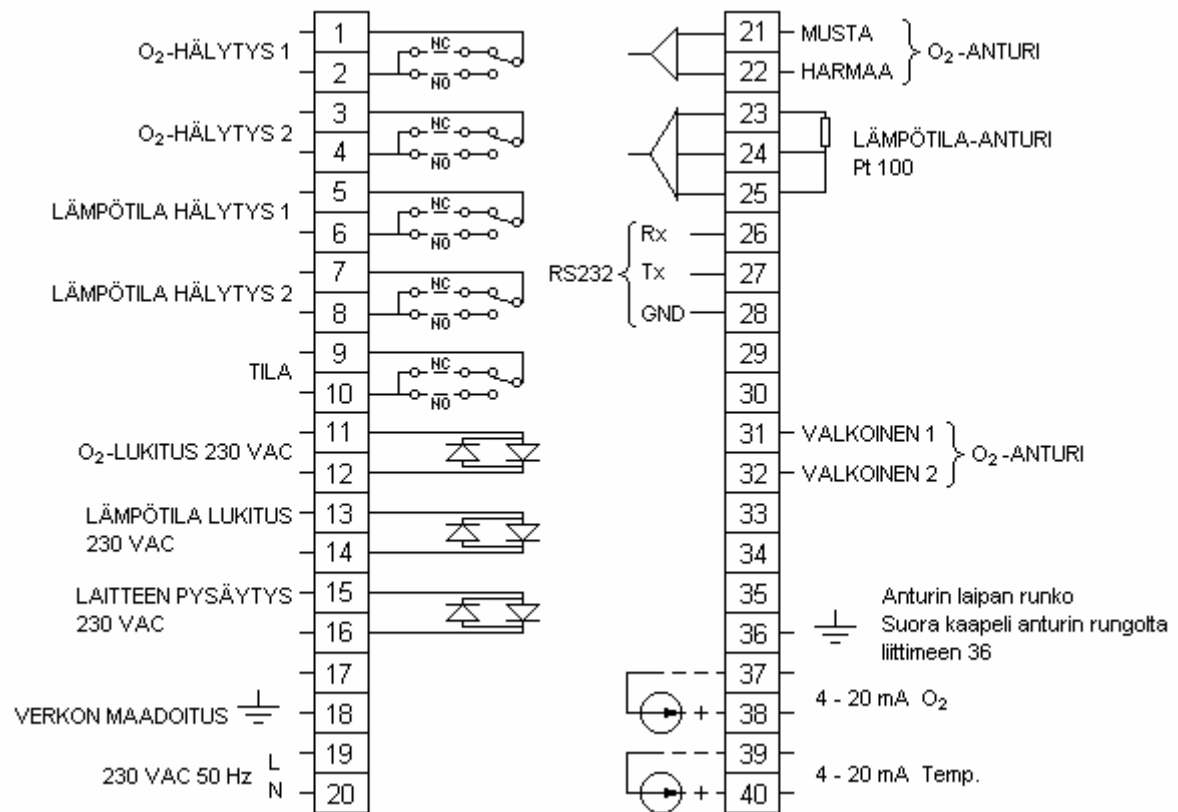 O₂-HÄLYTYS 1
1
2
NC
NO
O₂-HÄLYTYS 2
3
4
NC
NO
LÄMPÖTILA HÄLYTYS 1
5
6
NC
NO
LÄMPÖTILA HÄLYTYS 2
7
8
NC
NO
TILA
9
10
NC
NO
O₂-LUKITUS 230 VAC
11
12
LÄMPÖTILA LUKITUS
230 VAC
13
14
LAITTEEN PYSÄYTYS
230 VAC
15
16
17
VERKON MAADOITUS
18
230 VAC 50 Hz
L
N
19
20
21 MUSTA
22 HARMAA
O₂-ANTURI
23
24
25
LÄMPÖTILA-ANTURI
Pt 100
RS232
Rx 26
Tx 27
GND 28
29
30
31 VALKOINEN 1
32 VALKOINEN 2
O₂-ANTURI
33
34
35
36
Anturin laipan runko
Suora kaapeli anturin rungolta
liittimeen 36
37
+ 38
4 - 20 mA O₂
39
+ 40
4 - 20 mA Temp.